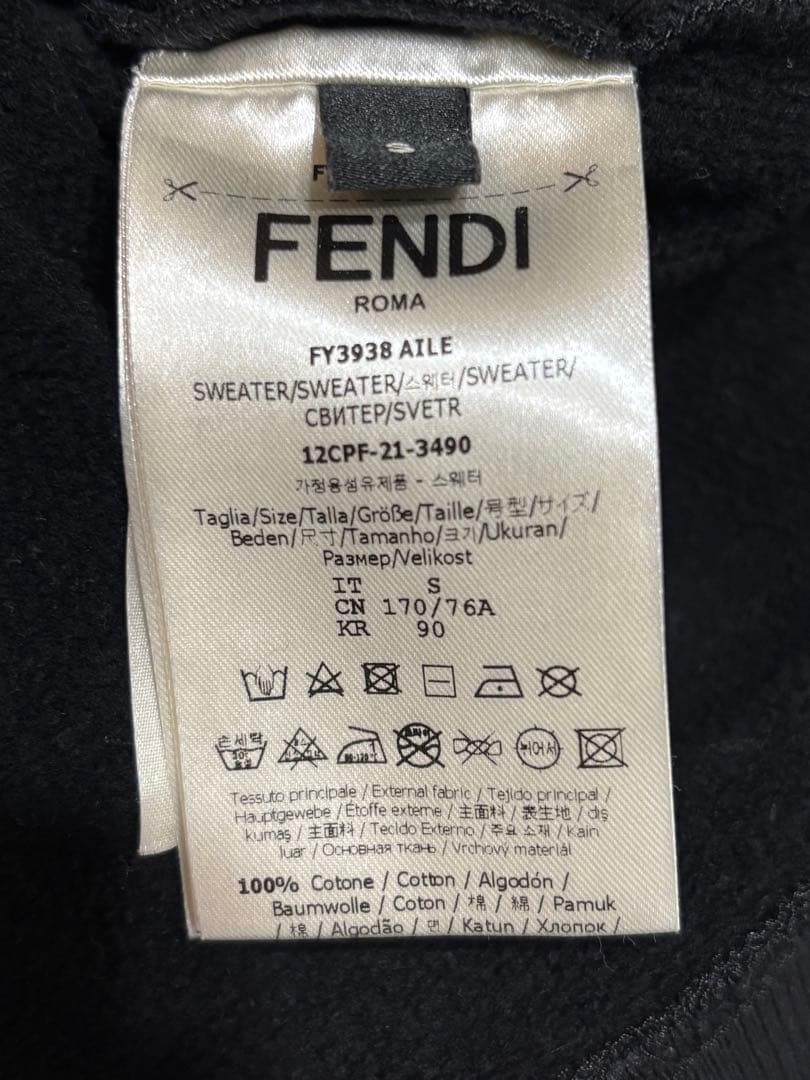 F
FENDI
ROMA
FY3938 AILE
SWEATER/SWEATER/스웨터/SWEATER/
СВИТЕР/SVETR
12CPF-21-3490
가정용섬유제품 - 스웨터
Taglia/Size/Talla/Größe/Taille/号型/サイズ/
Beden/尺寸/Tamanho/크기/Ukuran/
Размер/Velikost
IT S
CN 170/76A
KR 90
손세탁
Tessuto principale / External fabric / Tejido principal /
Hauptgewebe / Étoffe externe / 主面料 / 表生地 / dış
kumaş / 主面料 / Tecido Externo / 주요 소재 / Kain
luar / Основная ткань / Vrchový materiál
100% Cotone / Cotton / Algodón /
Baumwolle / Coton / 棉 / 綿 / Pamuk
/ 棉 / Algodão / 면 / Katun / Хлопок /